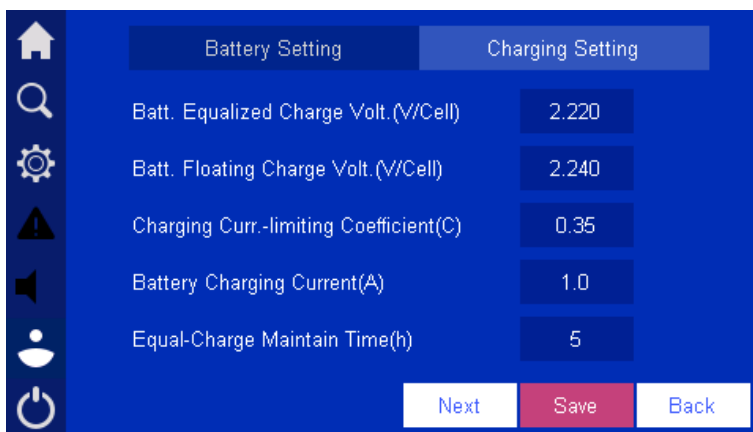 Battery Setting Charging Setting
Batt. Equalized Charge Volt.(V/Cell) 2.220
Batt. Floating Charge Volt.(V/Cell) 2.240
Charging Curr.-limiting Coefficient(C) 0.35
Battery Charging Current(A) 1.0
Equal-Charge Maintain Time(h) 5
Next Save Back